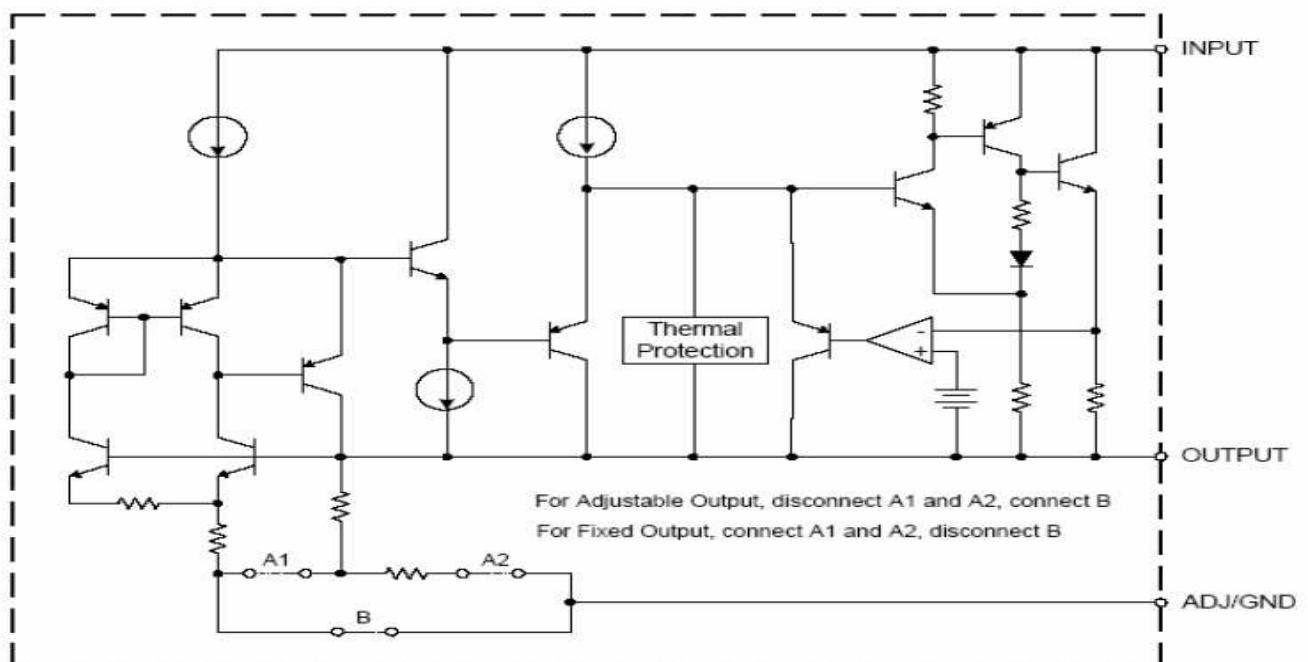 INPUT
Thermal
Protection
-
+
OUTPUT
For Adjustable Output, disconnect A1 and A2, connect B
For Fixed Output, connect A1 and A2, disconnect B
A1
A2
ADJ/GND
B